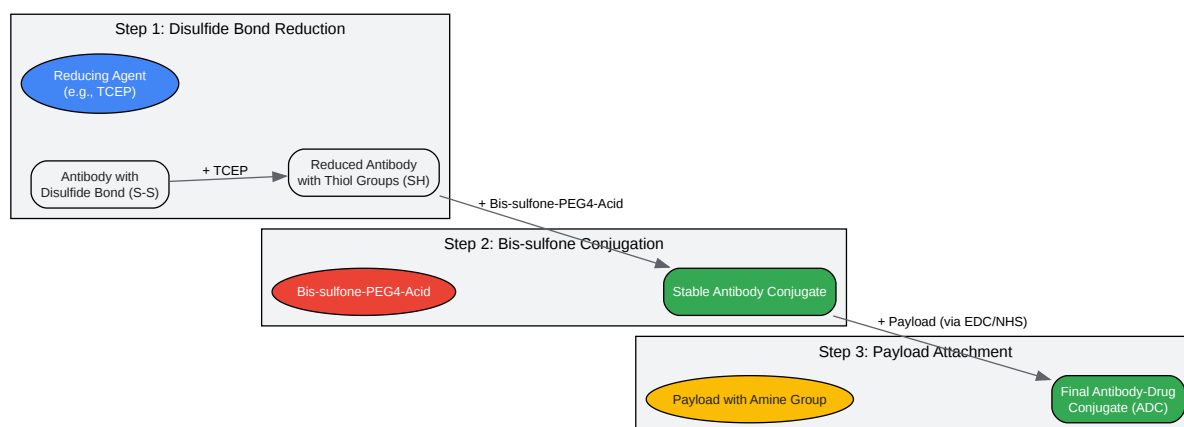 Step 1: Disulfide Bond Reduction
Reducing Agent
(e.g., TCEP)
Antibody with
Disulfide Bond (S-S)
+ TCEP
Reduced Antibody
with Thiol Groups (SH)
+ Bis-sulfone-PEG4-Acid
Step 2: Bis-sulfone Conjugation
Bis-sulfone-PEG4-Acid
Stable Antibody Conjugate
+ Payload (via EDC/NHS)
Step 3: Payload Attachment
Payload with Amine Group
Final Antibody-Drug
Conjugate (ADC)